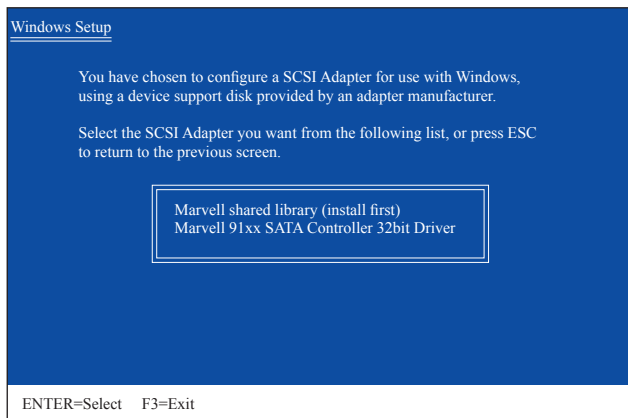 Windows Setup
You have chosen to configure a SCSI Adapter for use with Windows,
using a device support disk provided by an adapter manufacturer.
Select the SCSI Adapter you want from the following list, or press ESC
to return to the previous screen.
Marvell shared library (install first)
Marvell 91xx SATA Controller 32bit Driver
ENTER=Select F3=Exit